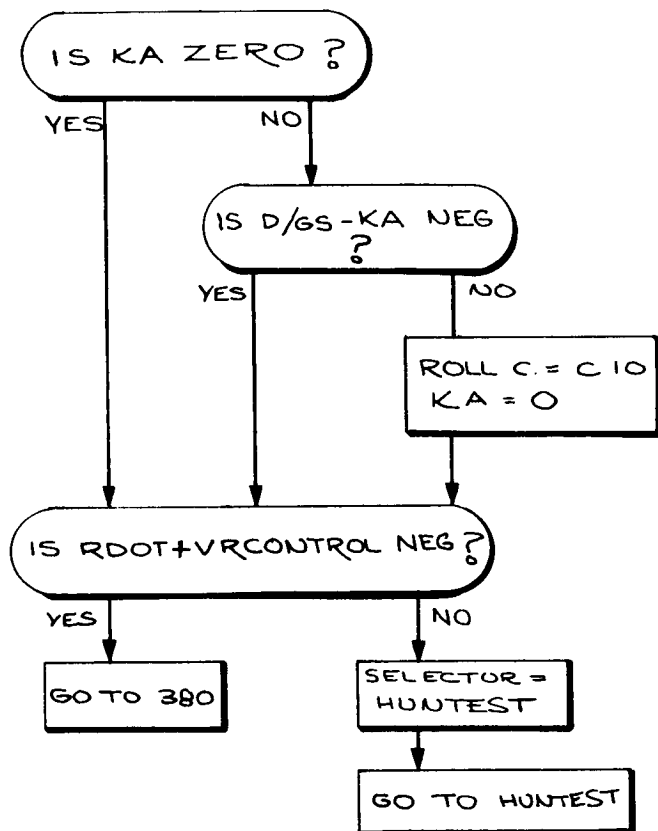 IS KA ZERO ?
YES
NO
IS D/GS-KA NEG
?
YES
NO
ROLL C. = C 10
KA = 0
IS RDOT+VRCONTROL NEG?
YES
NO
GO TO 380
SELECTOR =
HUNTEST
GO TO HUNTEST